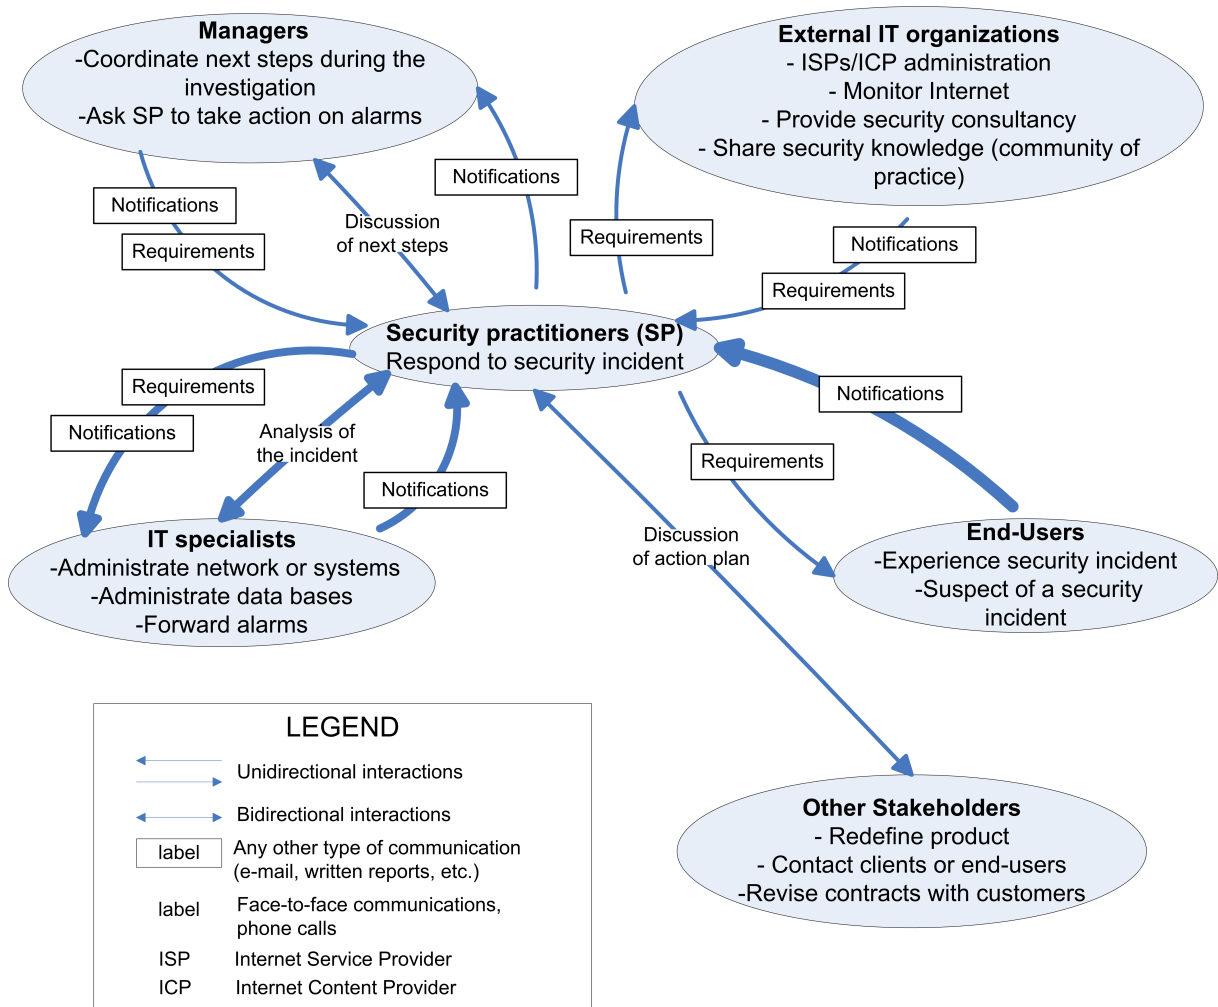 Managers
-Coordinate next steps during the
investigation
-Ask SP to take action on alarms
External IT organizations
- ISPs/ICP administration
- Monitor Internet
- Provide security consultancy
- Share security knowledge (community of
practice)
Notifications
Requirements
Discussion
of next steps
Notifications
Requirements
Notifications
Requirements
Security practitioners (SP)
Respond to security incident
Requirements
Notifications
Analysis of
the incident
Notifications
Requirements
Notifications
Discussion
of action plan
IT specialists
-Administrate network or systems
-Administrate data bases
-Forward alarms
End-Users
-Experience security incident
-Suspect of a security
incident
Other Stakeholders
- Redefine product
- Contact clients or end-users
-Revise contracts with customers
LEGEND
Unidirectional interactions
Bidirectional interactions
label Any other type of communication
(e-mail, written reports, etc.)
label Face-to-face communications,
phone calls
ISP Internet Service Provider
ICP Internet Content Provider